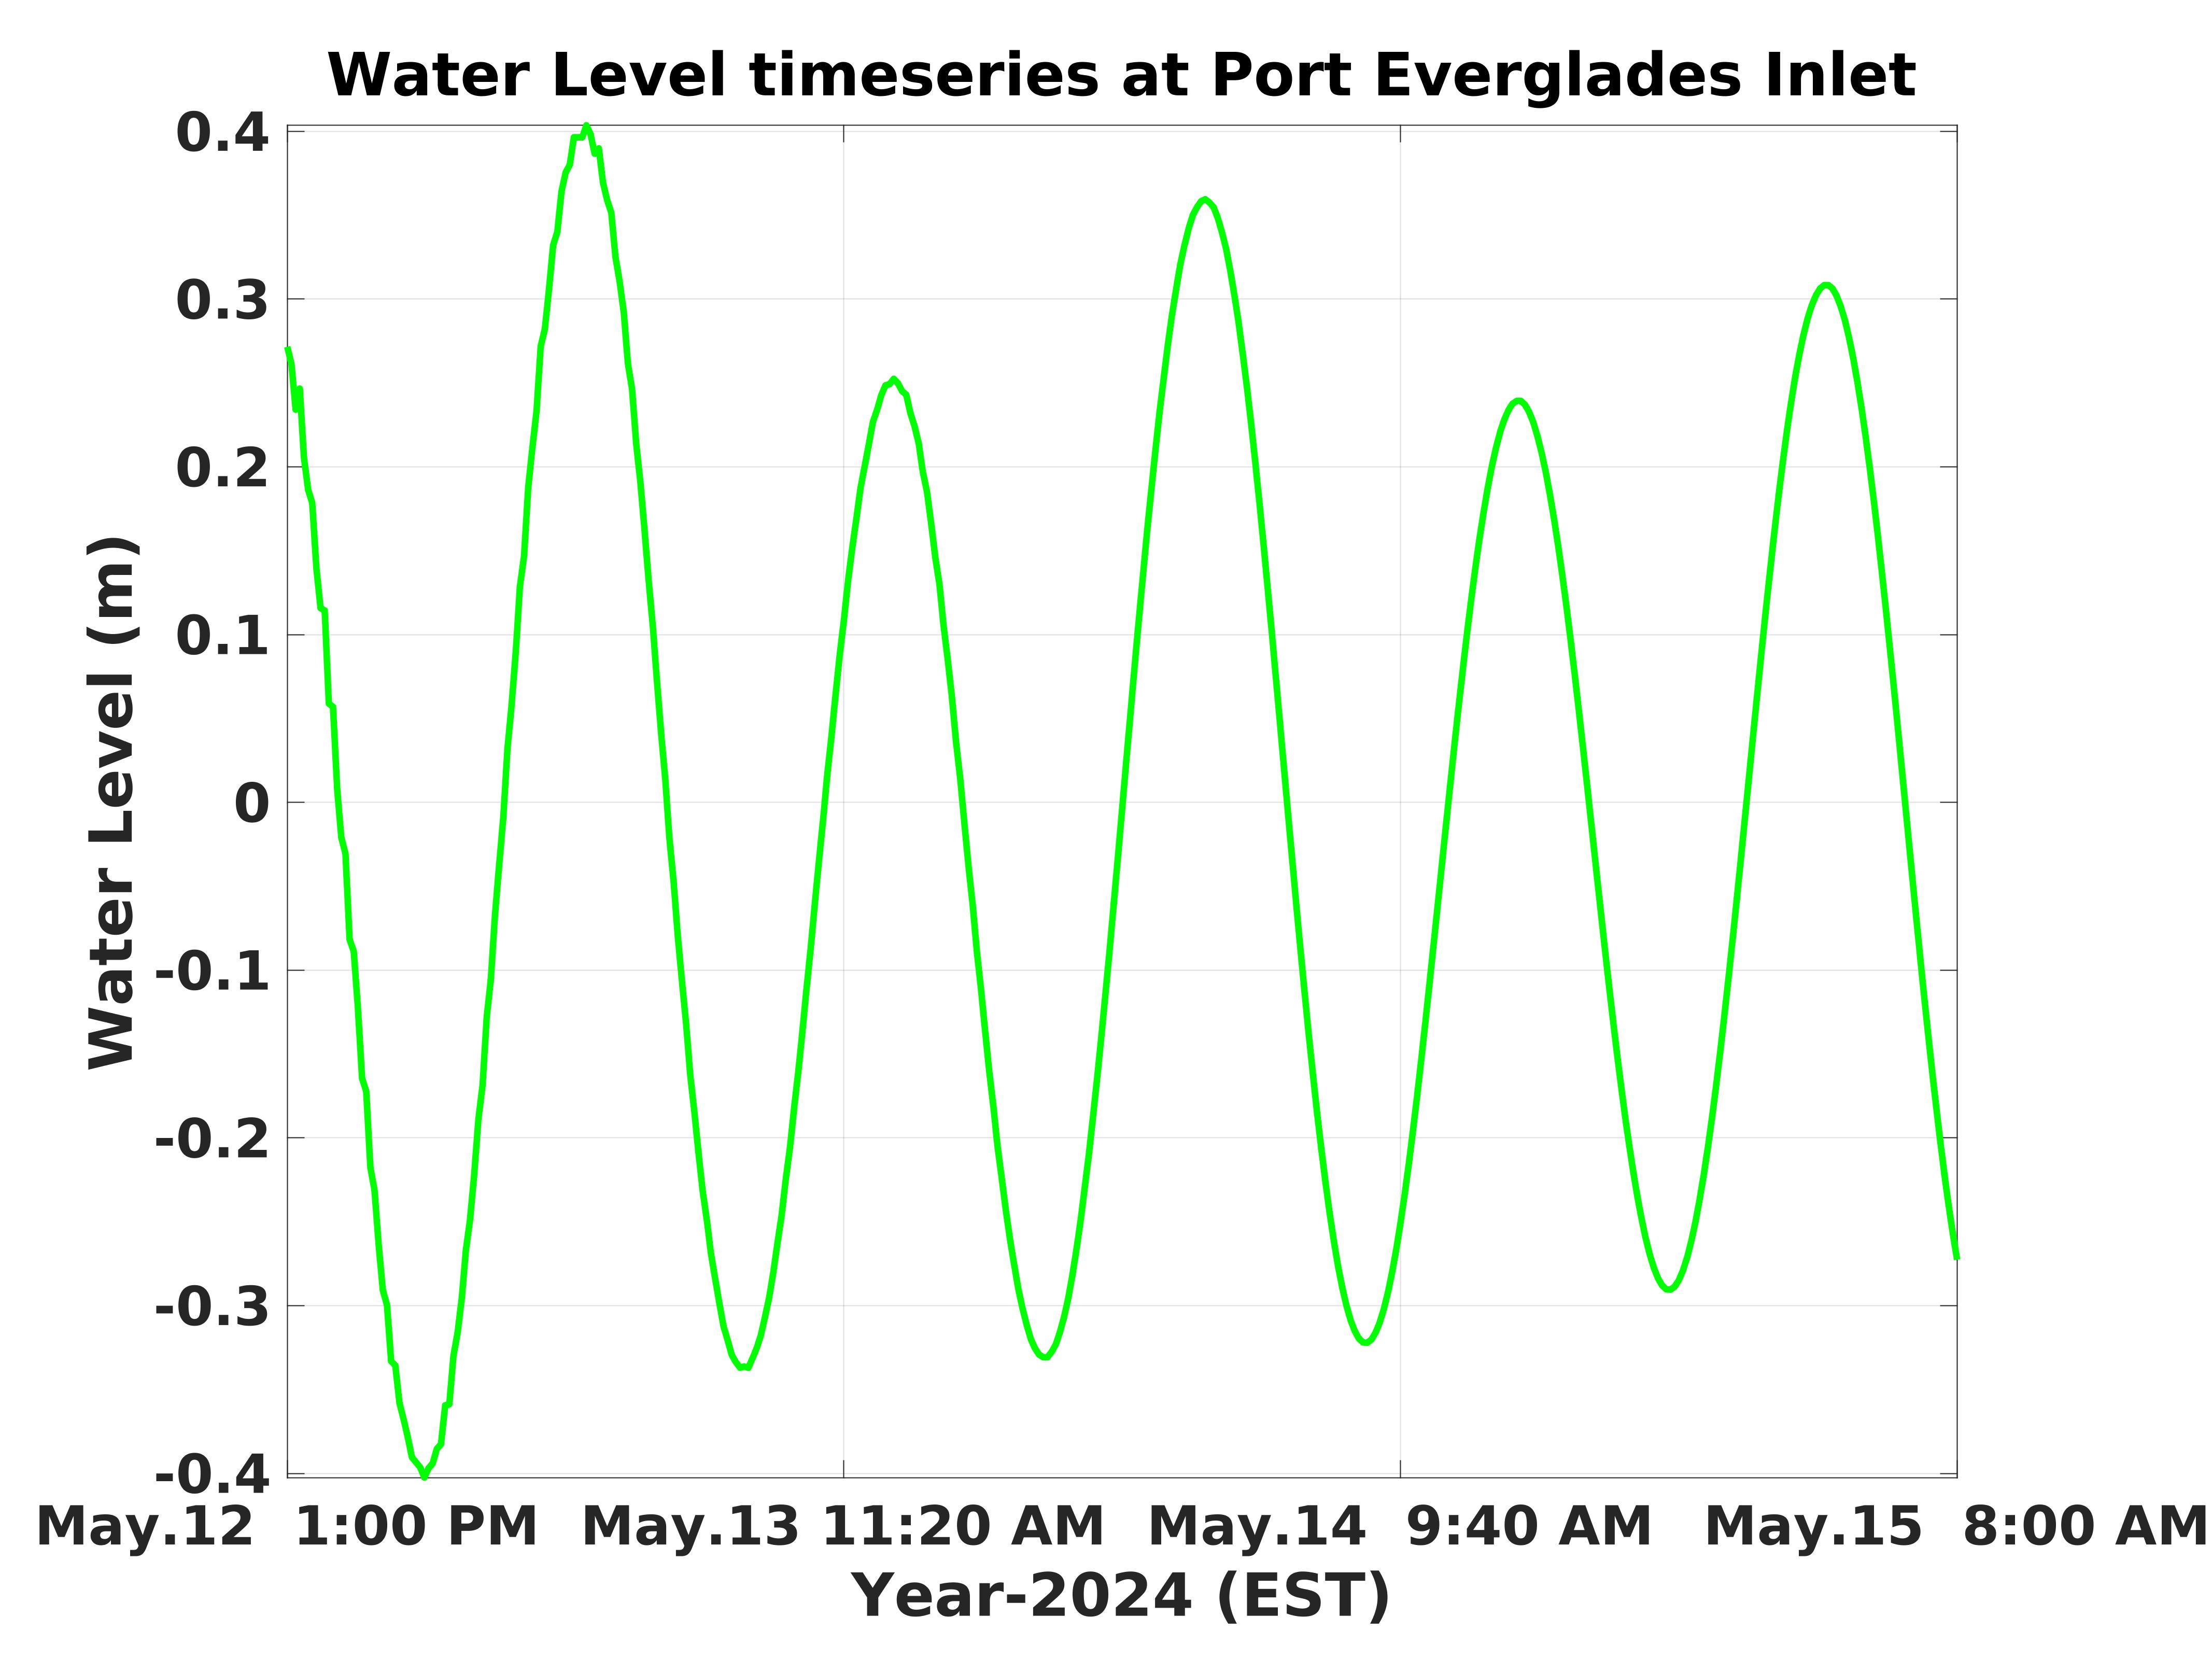 Water Level timeseries at Port Everglades Inlet
Water Level (m)
0.4
0.3
0.2
0.1
0
-0.1
-0.2
-0.3
-0.4
May.12 1:00 PM May.13 11:20 AM May.14 9:40 AM May.15 8:00 AM
Year-2024 (EST)